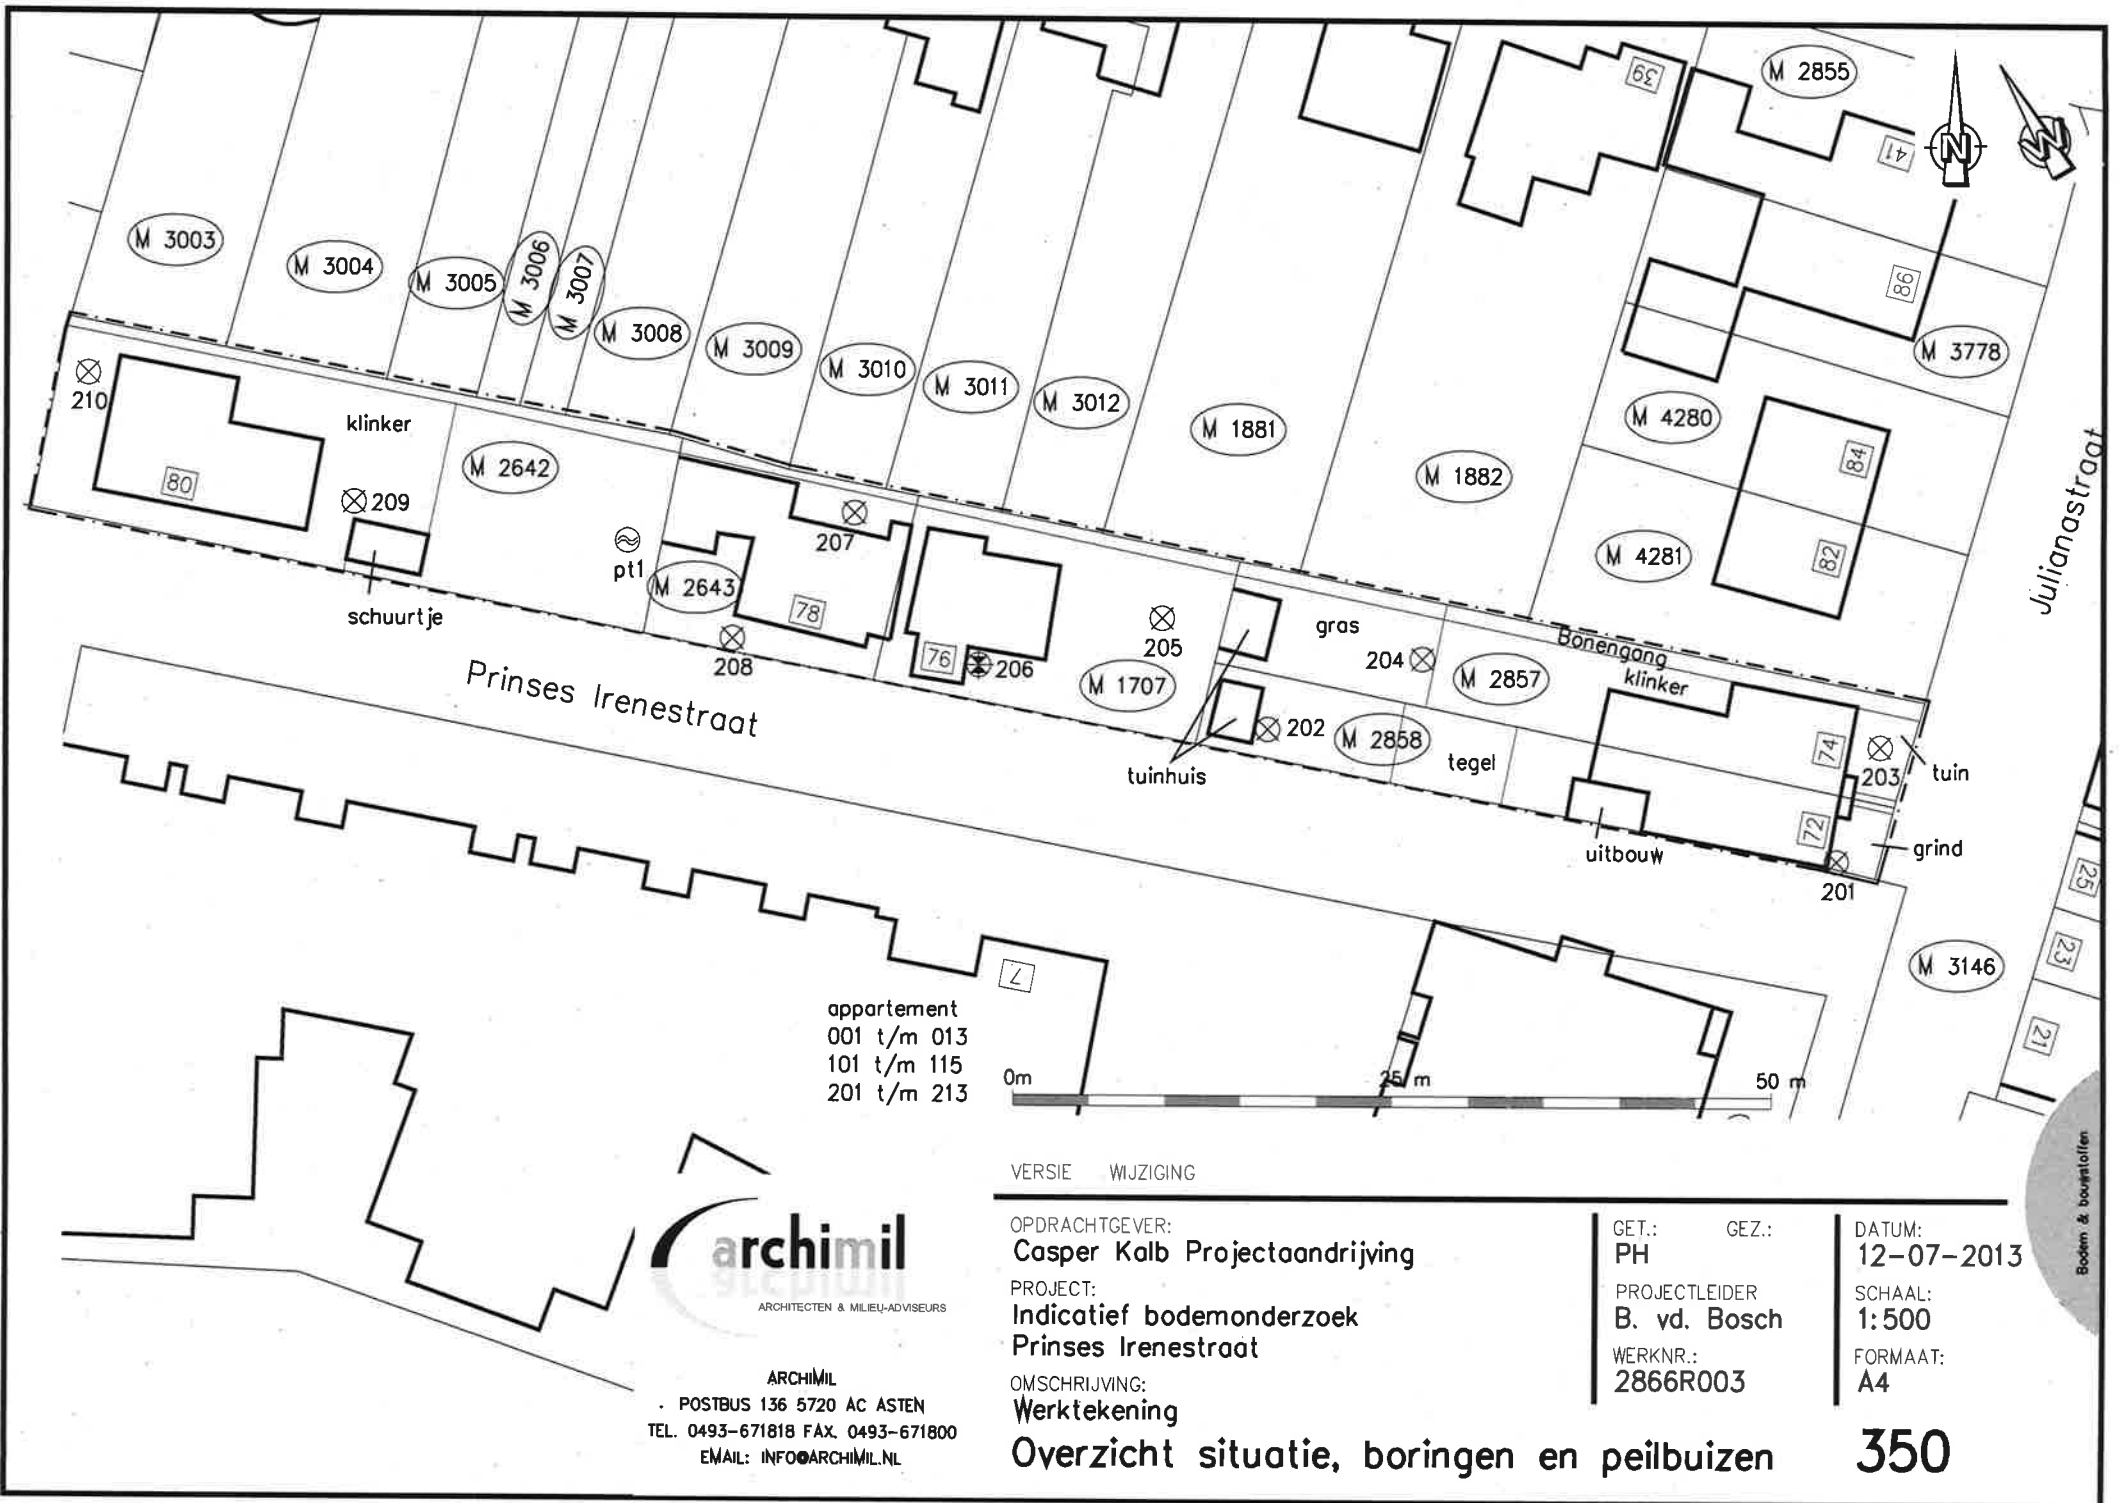 39
M 2855
41
N
N
M 3003
M 3004
M 3005
M 3006
M 3007
M 3008
M 3009
M 3010
M 3011
M 3012
M 1881
M 1882
98
M 3778
M 4280
84
82
M 4281
Julianastraat
210
klinker
80
209
M 2642
schuurtje
pt1
M 2643
207
78
208
76
206
205
M 1707
gras
204
M 2857
Bonengang
klinker
202
M 2858
tegel
tuinhuis
74
203
tuin
72
uitbouw
grind
201
Prinses Irenestraat
25
23
21
M 3146
7
appartement
001 t/m 013
101 t/m 115
201 t/m 213
0m 25 m 50 m
Bodem & bouwstoffen
archimil
ARCHITECTEN & MILIEU-ADVISEURS
ARCHIMIL
POSTBUS 136 5720 AC ASTEN
TEL. 0493-671818 FAX. 0493-671800
EMAIL: INFO@ARCHIMIL.NL
VERSIE WIJZIGING
OPDRACHTGEVER:
Casper Kalb Projectaandrijving
PROJECT:
Indicatief bodemonderzoek
Prinses Irenestraat
OMSCHRIJVING:
Werktekening
Overzicht situatie, boringen en peilbuizen
GET.: GEZ.:
PH
PROJECTLEIDER
B. vd. Bosch
WERKNR.:
2866R003
DATUM:
12-07-2013
SCHAAL:
1:500
FORMAAT:
A4
350